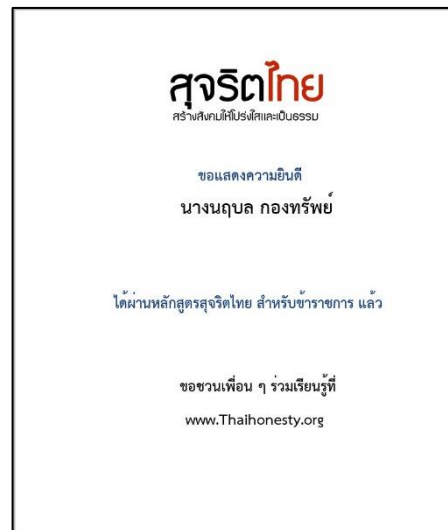 สุจริตไทย
สร้างสังคมให้โปร่งใสและเป็นธรรม
ขอแสดงความยินดี
นางนฤบล กองทรัพย์
ได้ผ่านหลักสูตรสุจริตไทย สำหรับข้าราชการ แล้ว
ขอชวนเพื่อน ๆ ร่วมเรียนรู้ที่
www.Thaihonesty.org